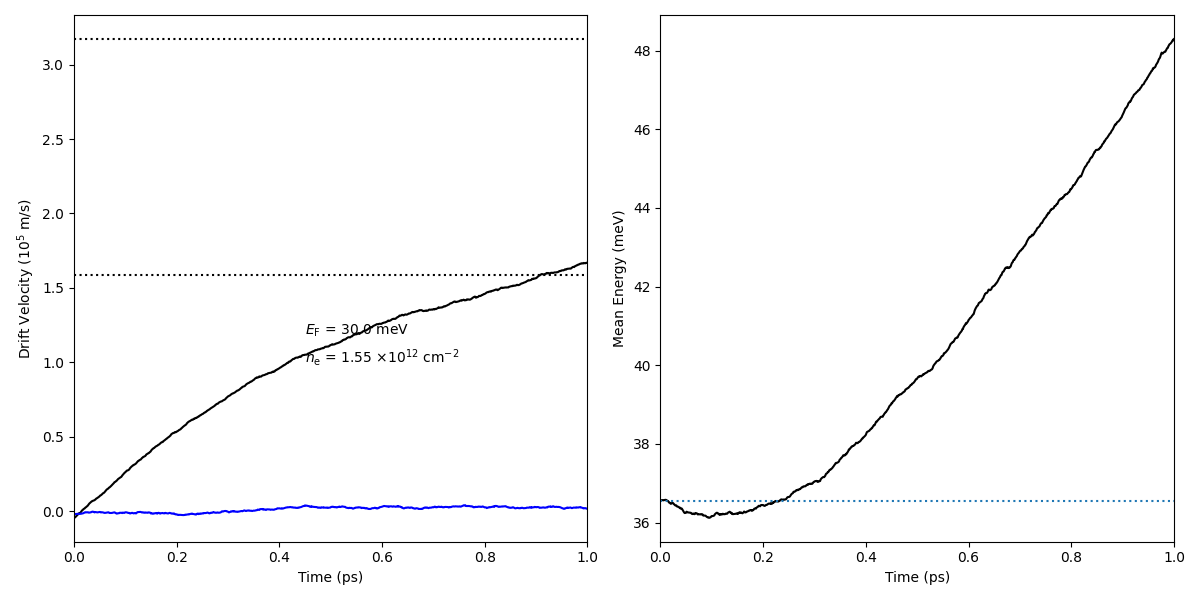 3.0
2.5
2.0
1.5
1.0
0.5
0.0
Drift Velocity (10⁵ m/s)
E_F = 30.0 meV
n_e = 1.55 ×10¹² cm⁻²
0.0 0.2 0.4 0.6 0.8 1.0
Time (ps)
48
46
44
42
40
38
36
Mean Energy (meV)
0.0 0.2 0.4 0.6 0.8 1.0
Time (ps)